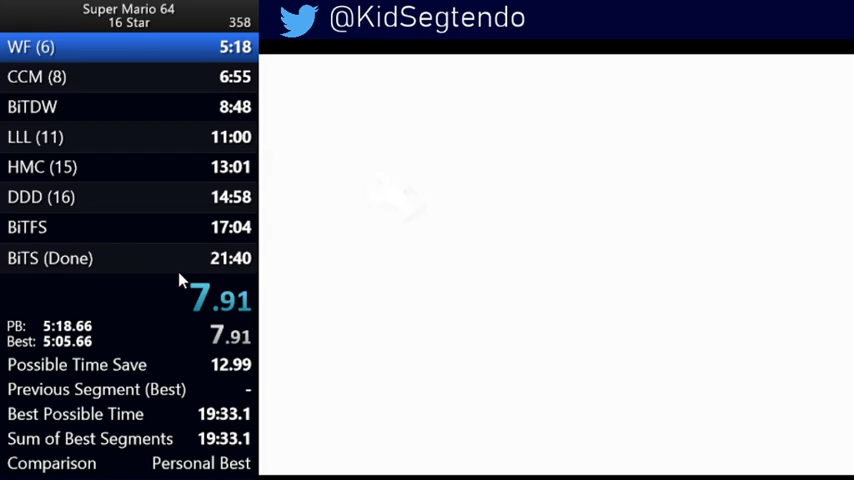 Super Mario 64
16 Star 358
WF (6) 5:18
CCM (8) 6:55
BiTDW 8:48
LLL (11) 11:00
HMC (15) 13:01
DDD (16) 14:58
BiTFS 17:04
BiTS (Done) 21:40
7.91
PB: 5:18.66
Best: 5:05.66
7.91
Possible Time Save 12.99
Previous Segment (Best) -
Best Possible Time 19:33.1
Sum of Best Segments 19:33.1
Comparison Personal Best
@KidSegtendo